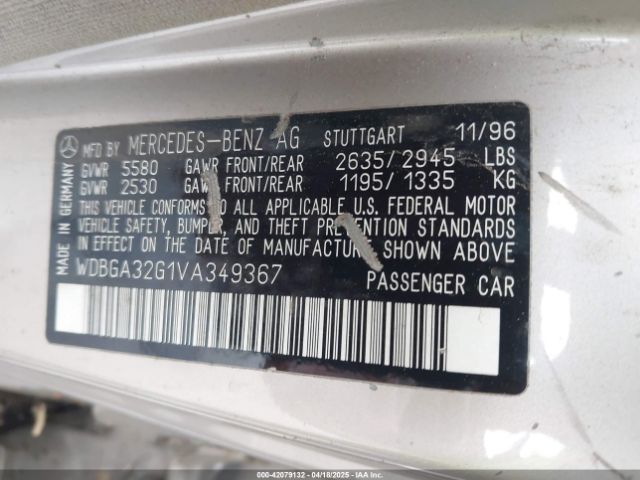 MFD BY MERCEDES-BENZ AG STUTTGART 11/96
GVWR 5580 GAWR FRONT/REAR 2635/2945 LBS
GVWR 2530 GAWR FRONT/REAR 1195/1335 KG
THIS VEHICLE CONFORMS TO ALL APPLICABLE U.S. FEDERAL MOTOR
VEHICLE SAFETY, BUMPER, AND THEFT PREVENTION STANDARDS
IN EFFECT ON THE DATE OF MANUFACTURE SHOWN ABOVE
WDBGA32G1VA349367 PASSENGER CAR
MADE IN GERMANY
000-42079132 - 04/18/2025 - IAA Inc.